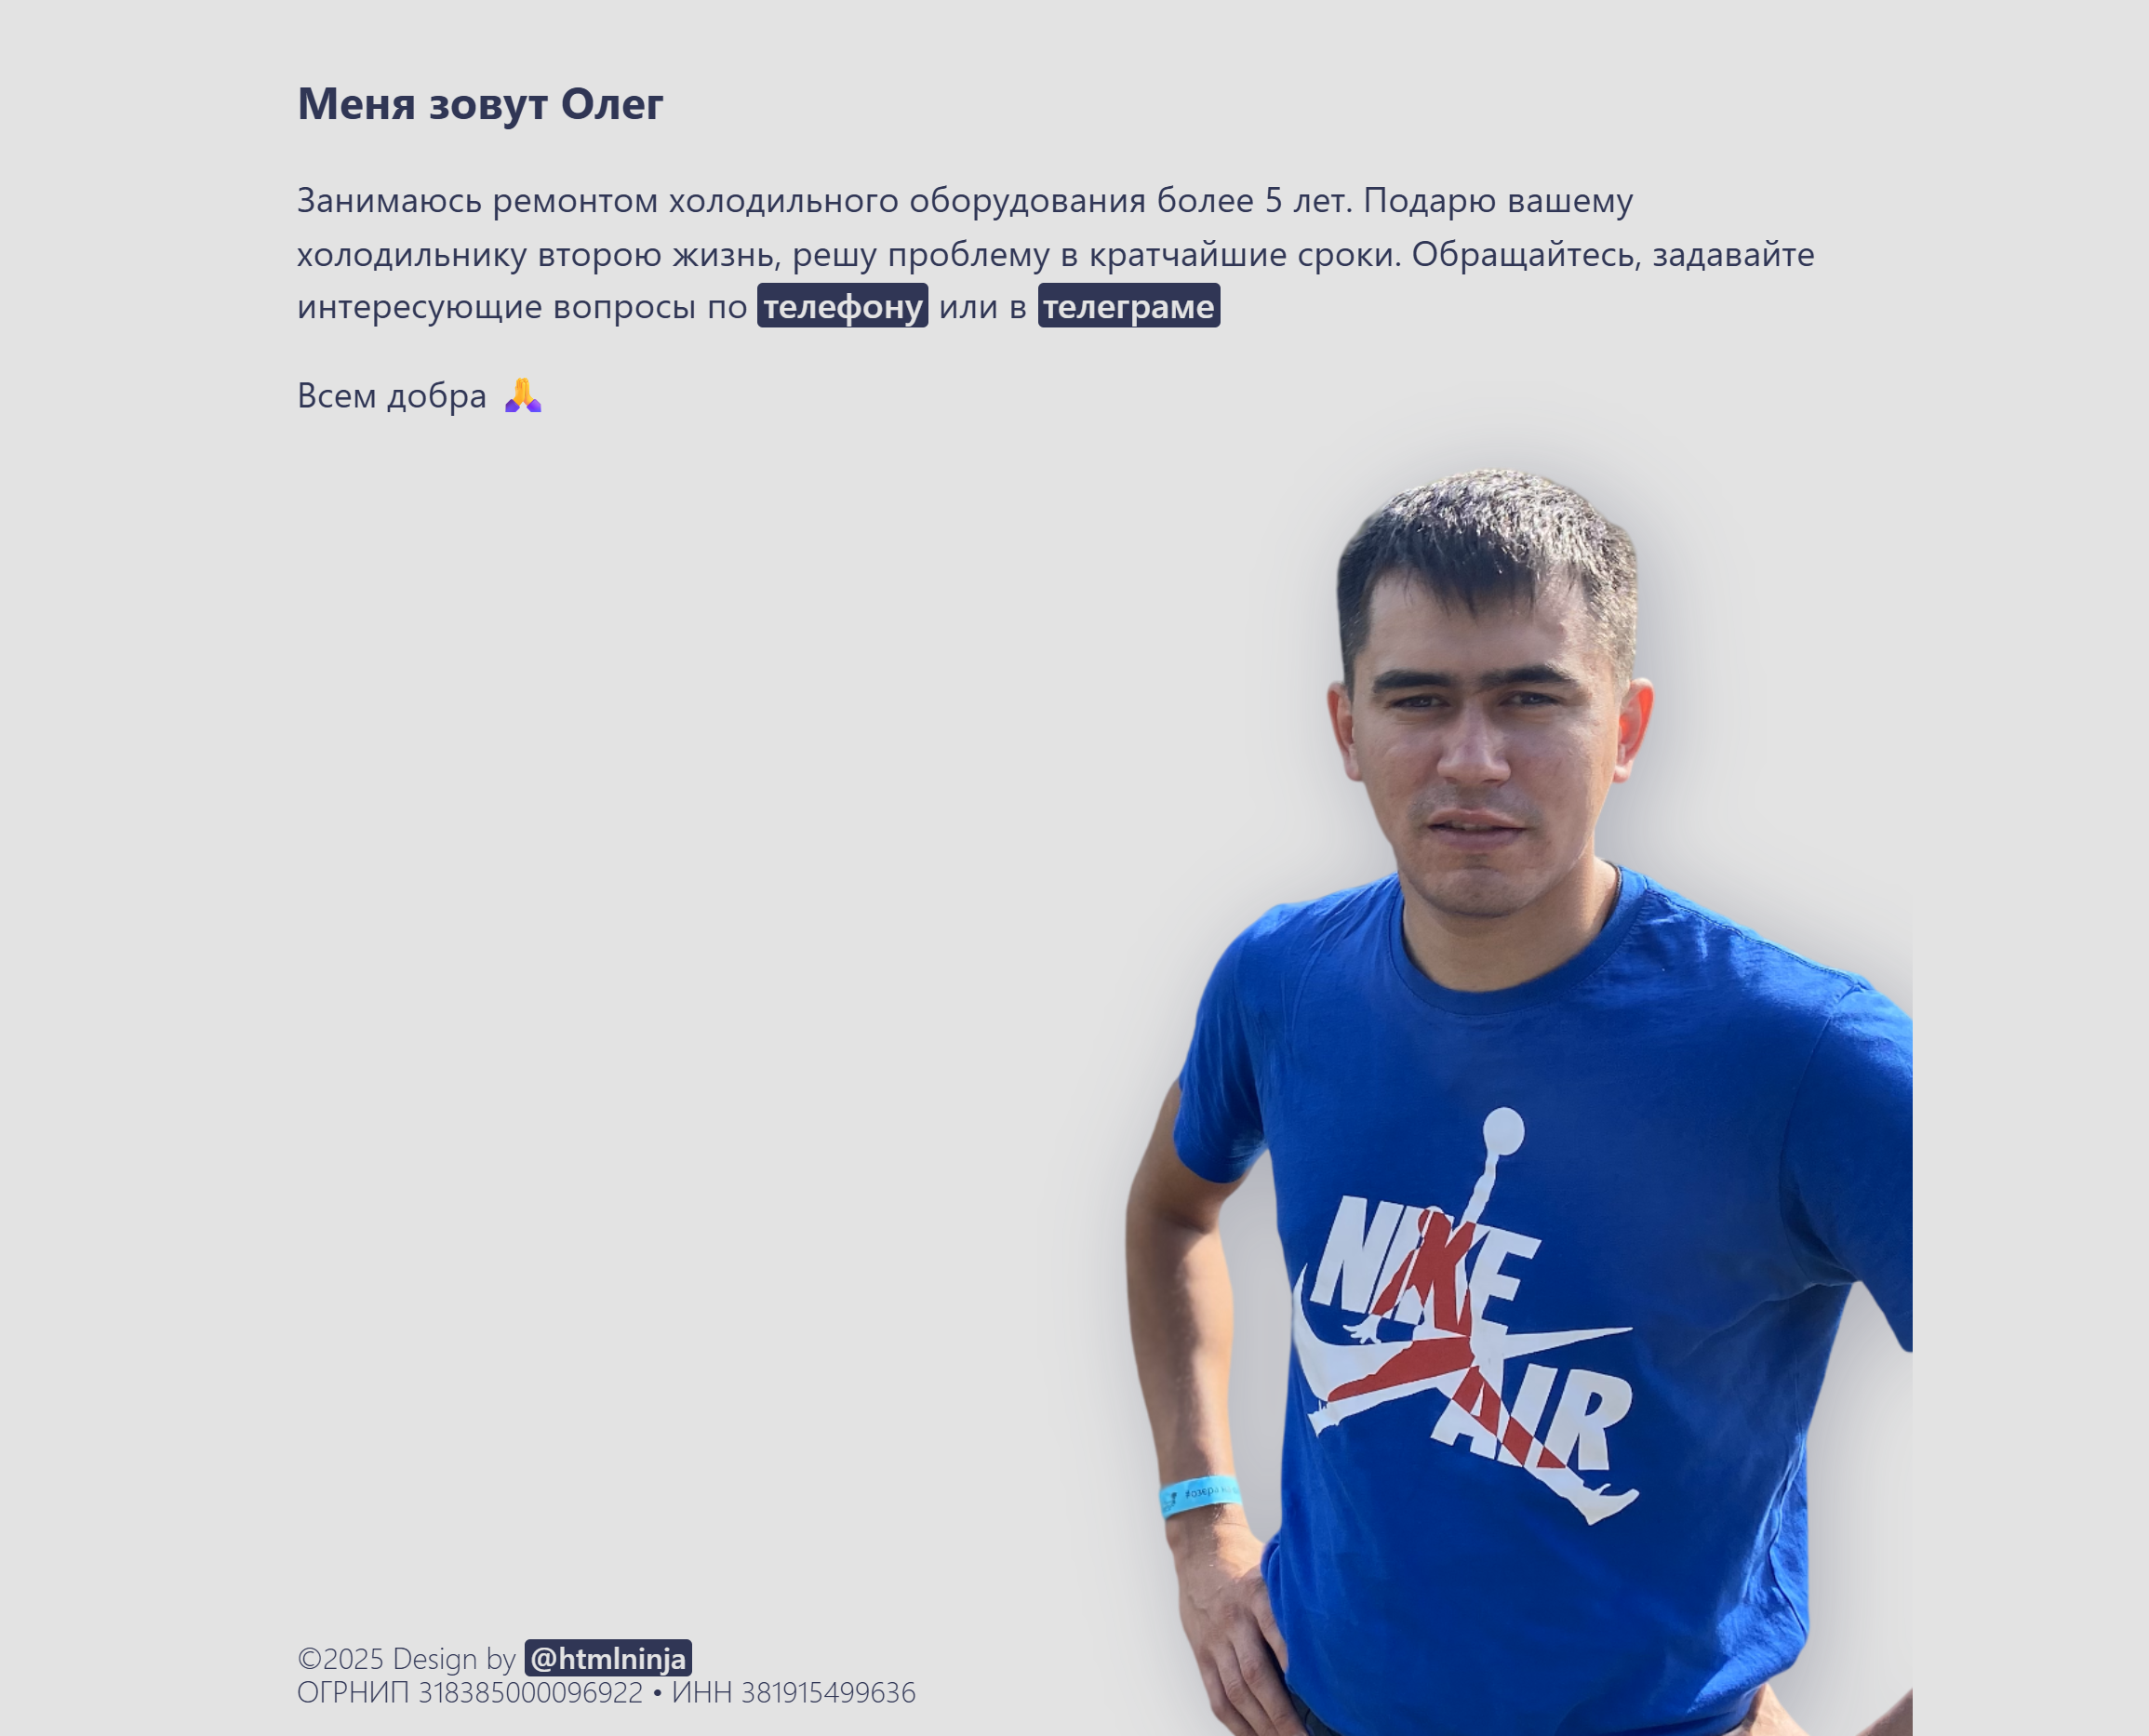 Меня зовут Олег
Занимаюсь ремонтом холодильного оборудования более 5 лет. Подарю вашему
холодильнику второю жизнь, решу проблему в кратчайшие сроки. Обращайтесь, задавайте
интересующие вопросы по телефону или в телеграме
Всем добра 🙏
NIKE
AIR
#озера
©2025 Design by @htmlninja
ОГРНИП 318385000096922 • ИНН 381915499636